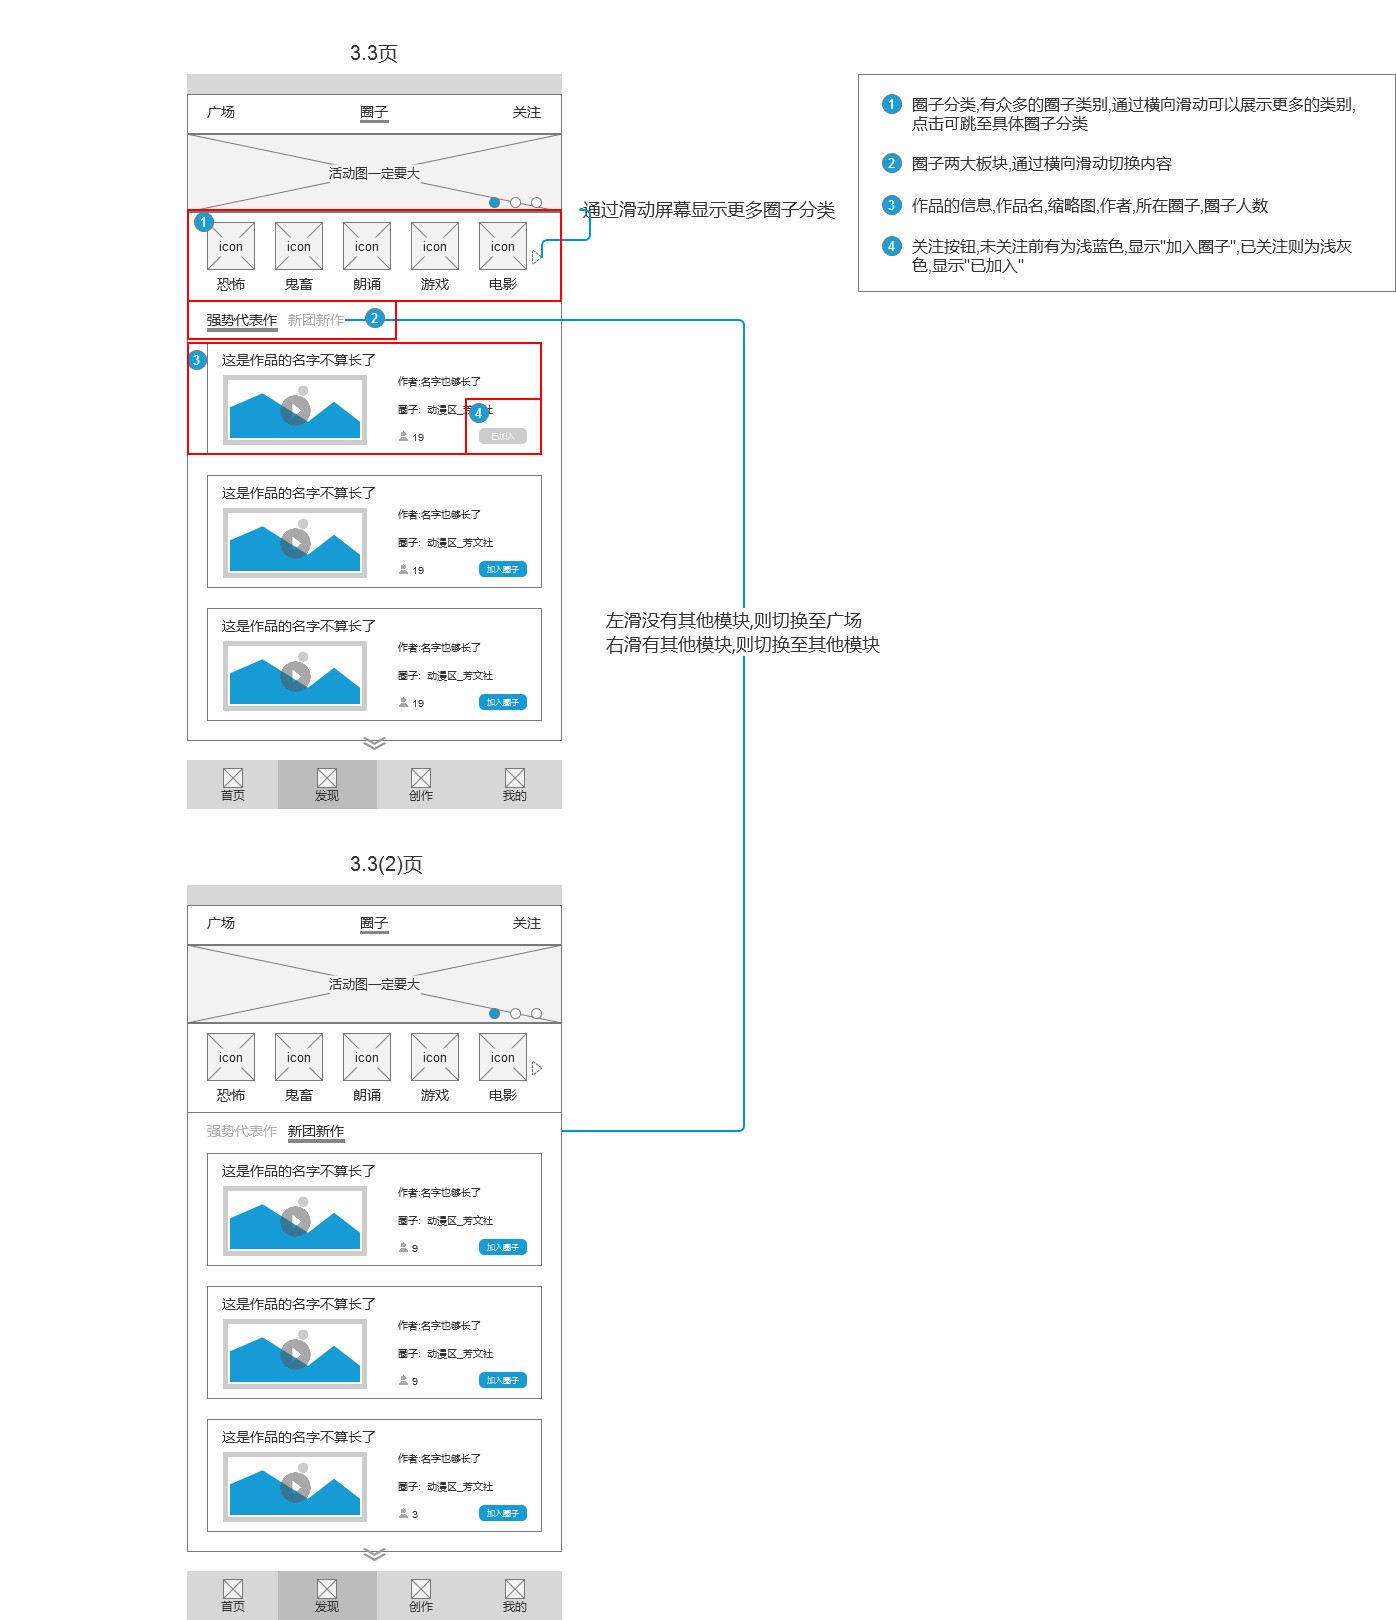 3.3页
广场 圈子 关注
活动图一定要大
1
icon icon icon icon icon
恐怖 鬼畜 朗诵 游戏 电影
强势代表作 新团新作 2
3 这是作品的名字不算长了
作者:名字也够长了
圈子: 动漫区_芳文社
4
19 已加入
这是作品的名字不算长了
作者:名字也够长了
圈子: 动漫区_芳文社
19 加入圈子
这是作品的名字不算长了
作者:名字也够长了
圈子: 动漫区_芳文社
19 加入圈子
首页 发现 创作 我的
通过滑动屏幕显示更多圈子分类
1 圈子分类,有众多的圈子类别,通过横向滑动可以展示更多的类别,
点击可跳至具体圈子分类
2 圈子两大板块,通过横向滑动切换内容
3 作品的信息,作品名,缩略图,作者,所在圈子,圈子人数
4 关注按钮,未关注前有为浅蓝色,显示"加入圈子",已关注则为浅灰
色,显示"已加入"
左滑没有其他模块,则切换至广场
右滑有其他模块,则切换至其他模块
3.3(2)页
广场 圈子 关注
活动图一定要大
icon icon icon icon icon
恐怖 鬼畜 朗诵 游戏 电影
强势代表作 新团新作
这是作品的名字不算长了
作者:名字也够长了
圈子: 动漫区_芳文社
9 加入圈子
这是作品的名字不算长了
作者:名字也够长了
圈子: 动漫区_芳文社
9 加入圈子
这是作品的名字不算长了
作者:名字也够长了
圈子: 动漫区_芳文社
3 加入圈子
首页 发现 创作 我的